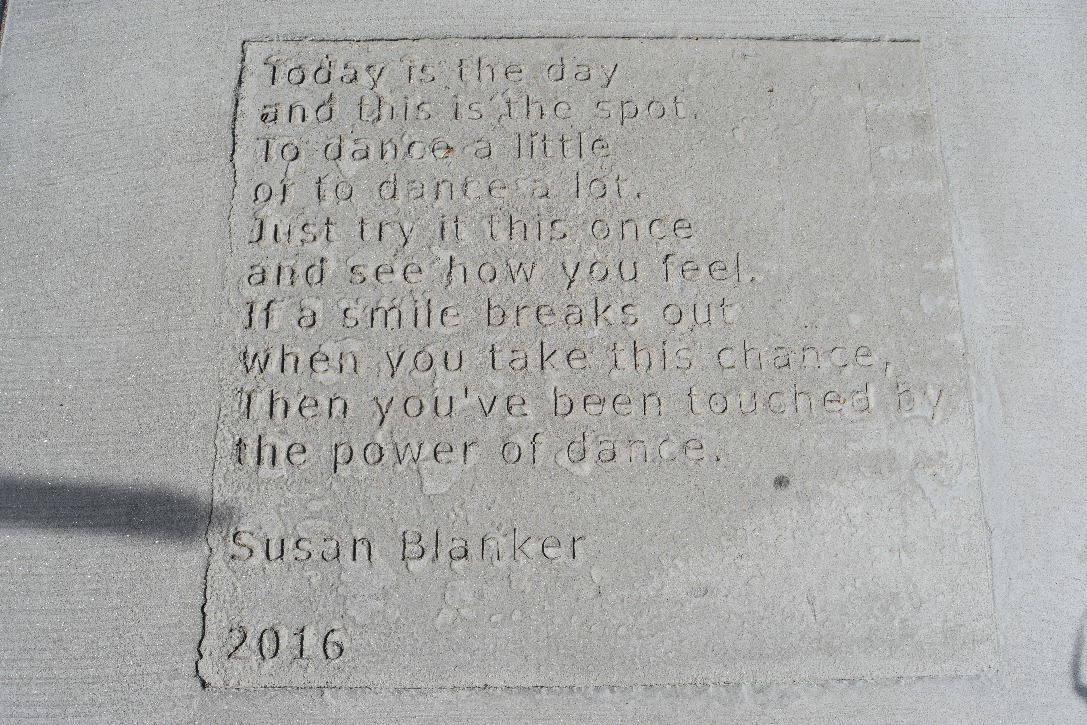 Today is the day
and this is the spot.
To dance a little
or to dance a lot.
Just try it this once
and see how you feel.
If a smile breaks out
when you take this chance,
Then you've been touched by
the power of dance.
Susan Blanker
2016